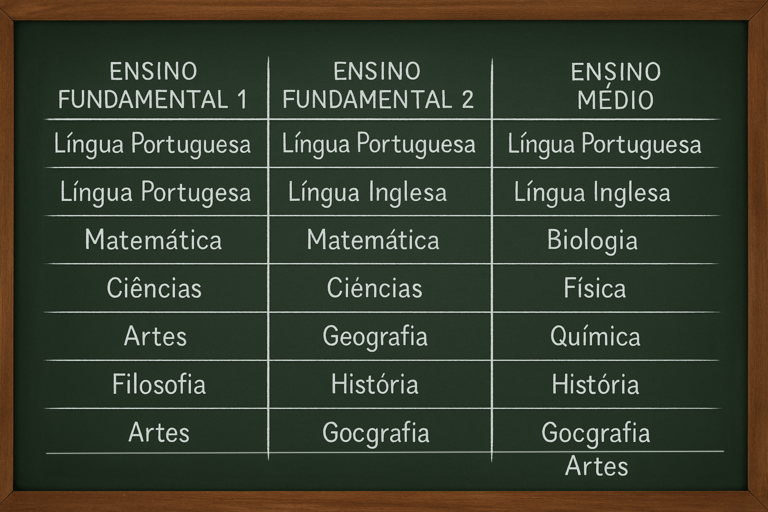 ENSINO FUNDAMENTAL 1 ENSINO FUNDAMENTAL 2 ENSINO MÉDIO
Língua Portuguesa Língua Portuguesa Língua Portuguesa
Língua Portugesa Língua Inglesa Língua Inglesa
Matemática Matemática Biologia
Ciências Ciéncias Física
Artes Geografia Química
Filosofia História História
Artes Gocgrafia Gocgrafia
Artes